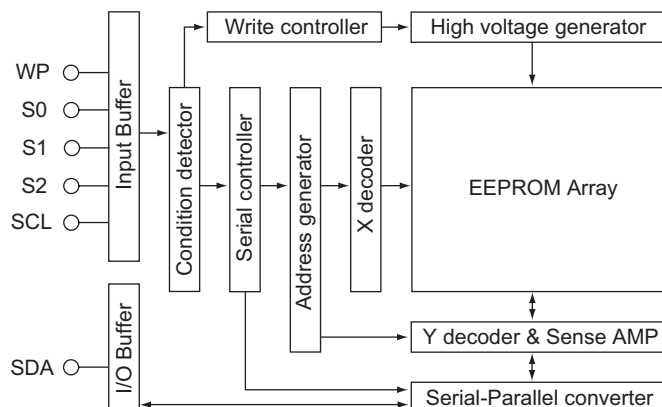 Write controller
High voltage generator
WP
S0
S1
S2
SCL
Input Buffer
Condition detector
Serial controller
Address generator
X decoder
EEPROM Array
SDA
I/O Buffer
Y decoder & Sense AMP
Serial-Parallel converter